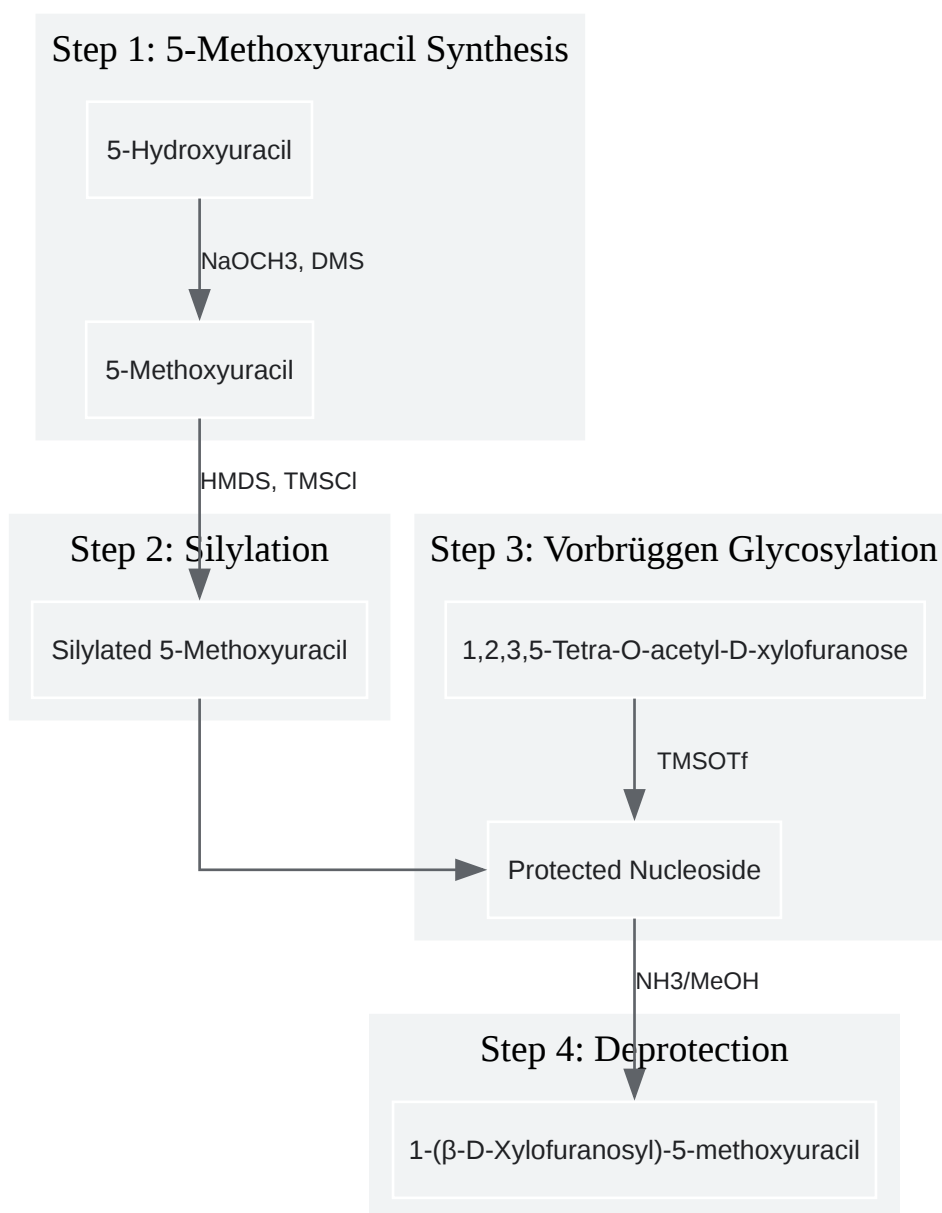 Step 1: 5-Methoxyuracil Synthesis
5-Hydroxyuracil
NaOCH3, DMS
5-Methoxyuracil
HMDS, TMSCl
Step 2: Silylation
Silylated 5-Methoxyuracil
Step 3: Vorbrüggen Glycosylation
1,2,3,5-Tetra-O-acetyl-D-xylofuranose
TMSOTf
Protected Nucleoside
NH3/MeOH
Step 4: Deprotection
1-(β-D-Xylofuranosyl)-5-methoxyuracil